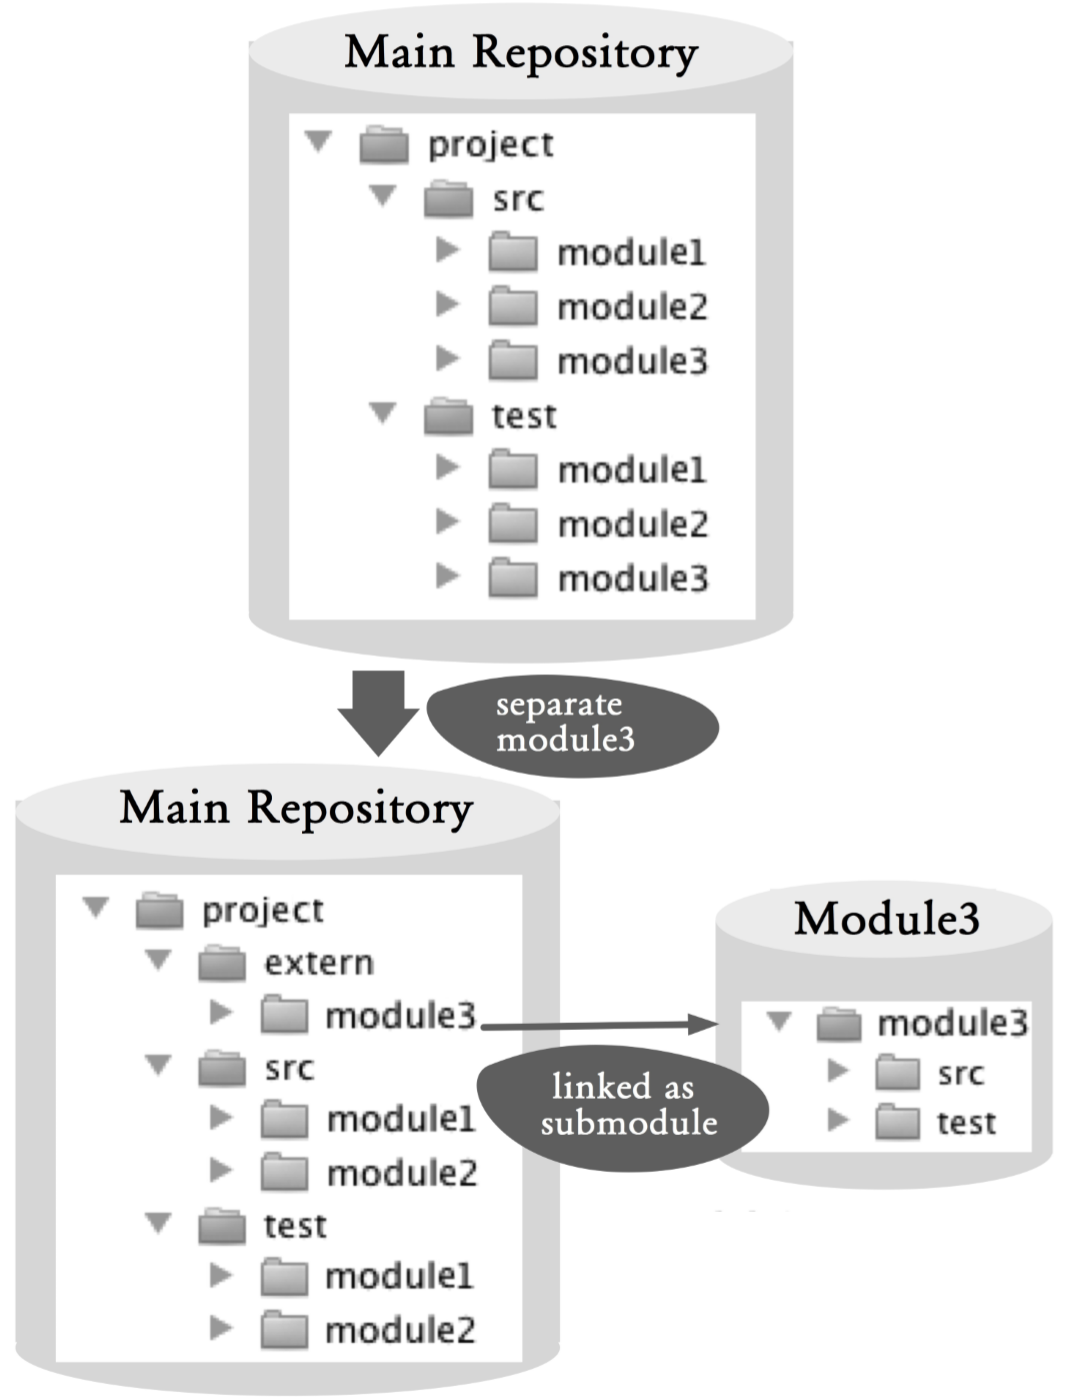 Main Repository
project
src
module1
module2
module3
test
module1
module2
module3
separate
module3
Main Repository
project
extern
module3
src
module1
module2
test
module1
module2
linked as
submodule
Module3
module3
src
test